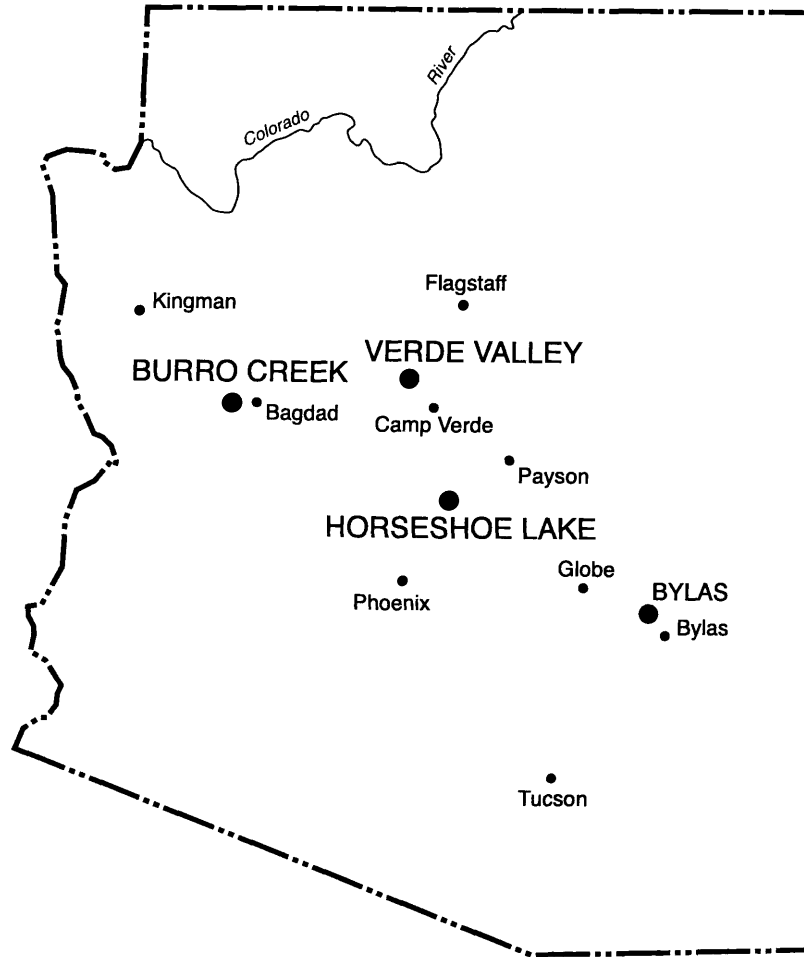 River
Colorado
Flagstaff
Kingman
VERDE VALLEY
BURRO CREEK
Bagdad
Camp Verde
Payson
HORSESHOE LAKE
Globe
BYLAS
Phoenix
Bylas
Tucson